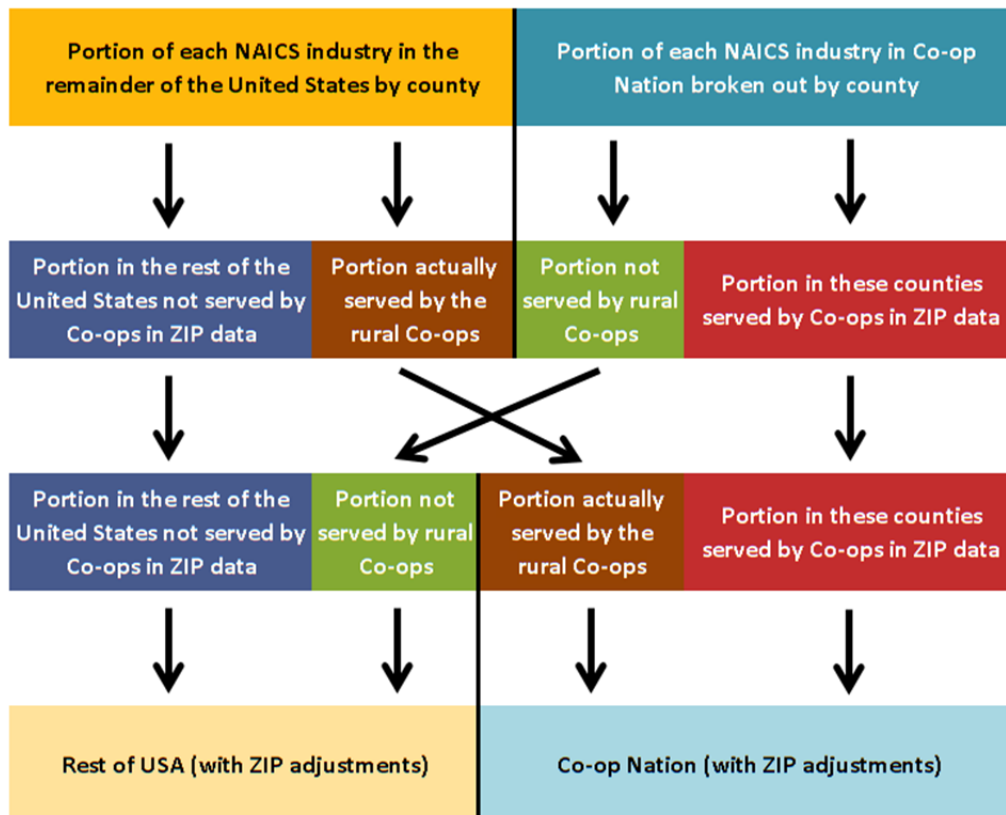 Portion of each NAICS industry in the
remainder of the United States by county
Portion of each NAICS industry in Co-op
Nation broken out by county
Portion in the rest of the
United States not served by
Co-ops in ZIP data
Portion actually
served by the
rural Co-ops
Portion not
served by rural
Co-ops
Portion in these counties
served by Co-ops in ZIP data
Portion in the rest of the
United States not served by
Co-ops in ZIP data
Portion not
served by rural
Co-ops
Portion actually
served by the
rural Co-ops
Portion in these counties
served by Co-ops in ZIP data
Rest of USA (with ZIP adjustments)
Co-op Nation (with ZIP adjustments)